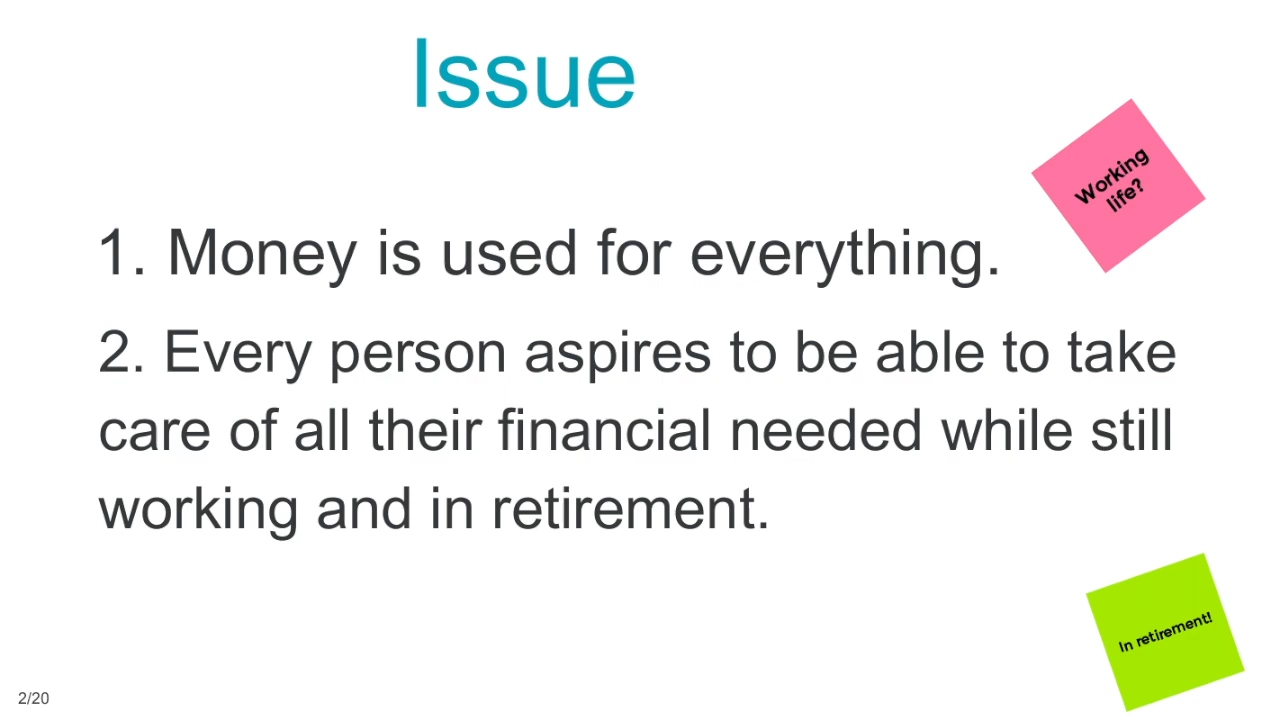 Issue
Working
life?
1. Money is used for everything.
2. Every person aspires to be able to take
care of all their financial needed while still
working and in retirement.
In retirement!
2/20